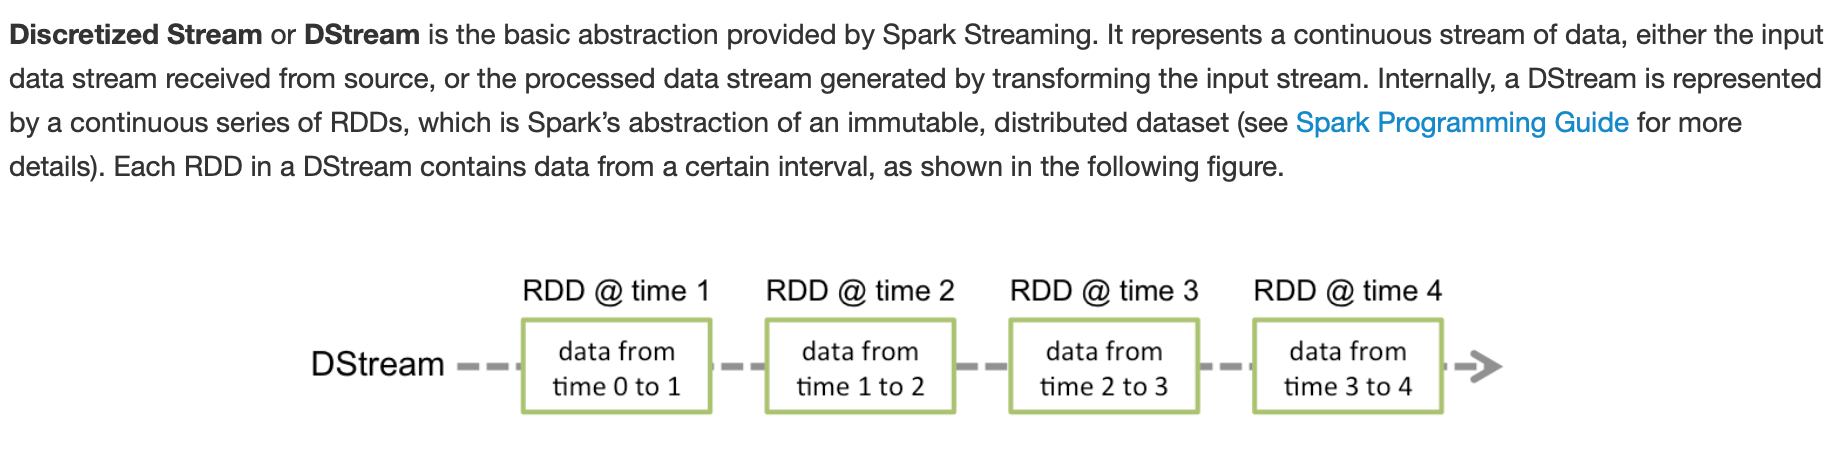 Discretized Stream or DStream is the basic abstraction provided by Spark Streaming. It represents a continuous stream of data, either the input
data stream received from source, or the processed data stream generated by transforming the input stream. Internally, a DStream is represented
by a continuous series of RDDs, which is Spark’s abstraction of an immutable, distributed dataset (see Spark Programming Guide for more
details). Each RDD in a DStream contains data from a certain interval, as shown in the following figure.
RDD @ time 1
RDD @ time 2
RDD @ time 3
RDD @ time 4
DStream
data from
time 0 to 1
data from
time 1 to 2
data from
time 2 to 3
data from
time 3 to 4